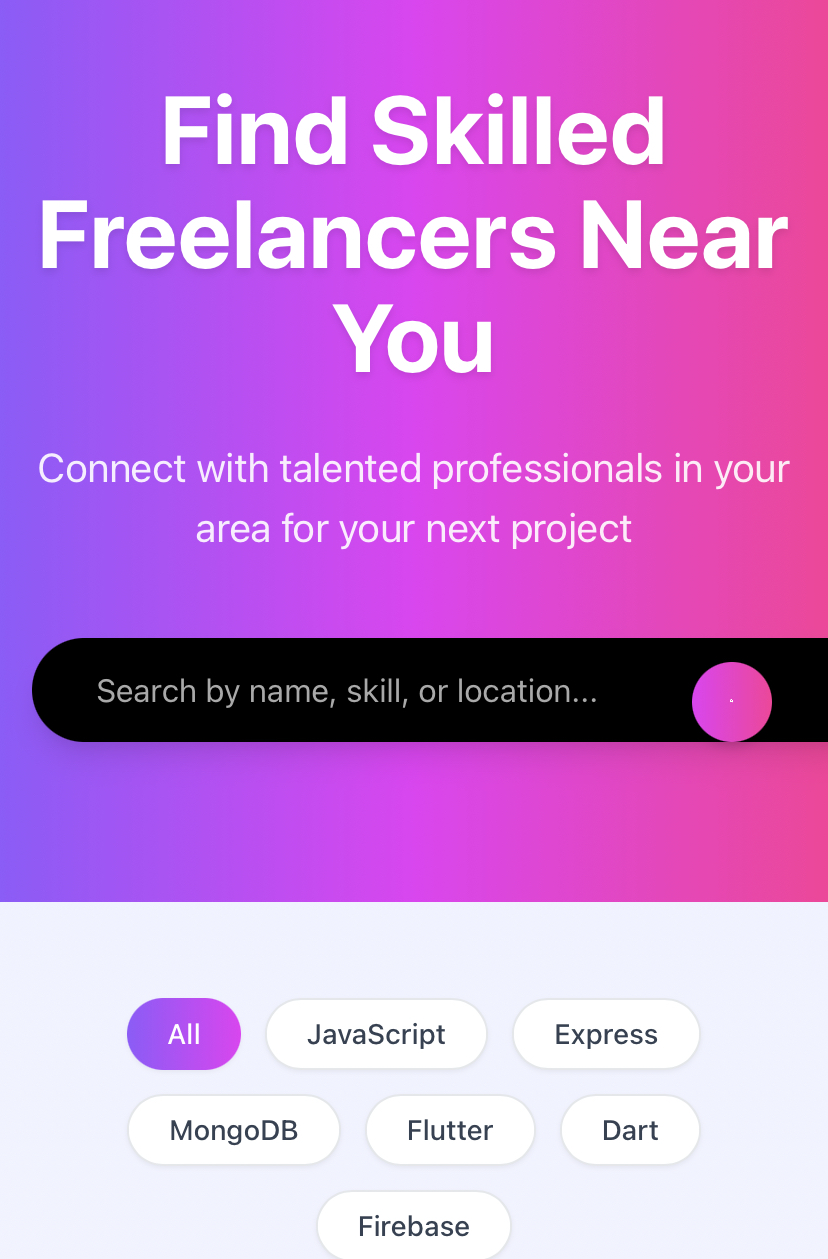 Find Skilled
Freelancers Near
You
Connect with talented professionals in your
area for your next project
Search by name, skill, or location...
All JavaScript Express
MongoDB Flutter Dart
Firebase